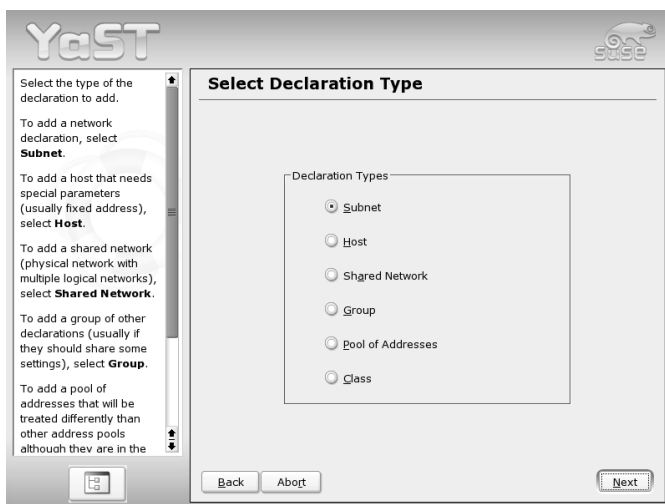 YaST
SUSE
Select the type of the
declaration to add.
To add a network
declaration, select
Subnet.
To add a host that needs
special parameters
(usually fixed address),
select Host.
To add a shared network
(physical network with
multiple logical networks),
select Shared Network.
To add a group of other
declarations (usually if
they should share some
settings), select Group.
To add a pool of
addresses that will be
treated differently than
other address pools
although they are in the
Select Declaration Type
Declaration Types
Subnet
Host
Shared Network
Group
Pool of Addresses
Class
Back
Abort
Next